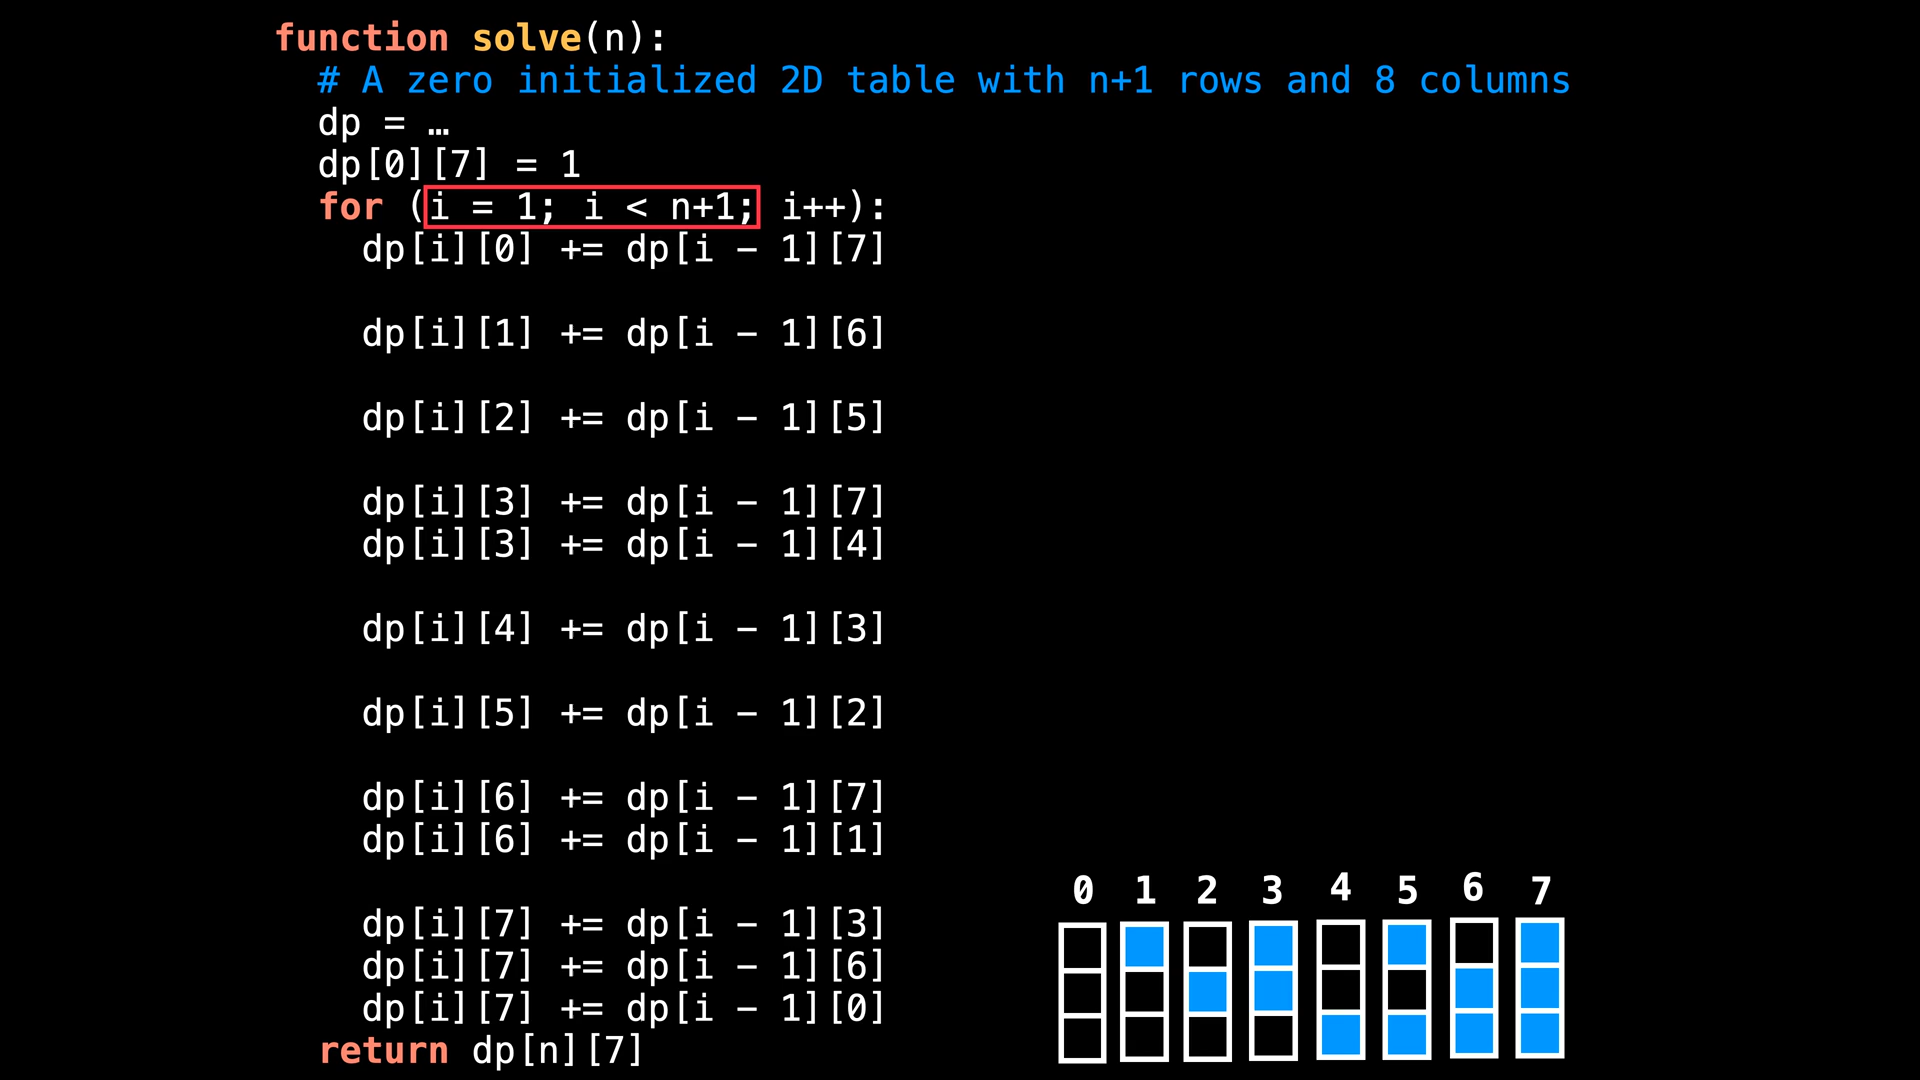 function solve(n):
# A zero initialized 2D table with n+1 rows and 8 columns
dp = …
dp[0][7] = 1
for (i = 1; i < n+1; i++):
dp[i][0] += dp[i − 1][7]
dp[i][1] += dp[i − 1][6]
dp[i][2] += dp[i − 1][5]
dp[i][3] += dp[i − 1][7]
dp[i][3] += dp[i − 1][4]
dp[i][4] += dp[i − 1][3]
dp[i][5] += dp[i − 1][2]
dp[i][6] += dp[i − 1][7]
dp[i][6] += dp[i − 1][1]
dp[i][7] += dp[i − 1][3]
dp[i][7] += dp[i − 1][6]
dp[i][7] += dp[i − 1][0]
return dp[n][7]
0 1 2 3 4 5 6 7